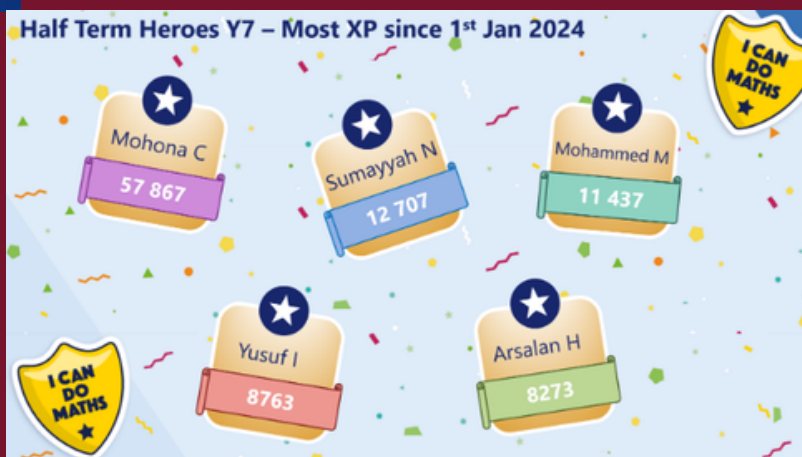 Half Term Heroes Y7 – Most XP since 1st Jan 2024
I CAN
DO
MATHS
Mohona C
57 867
Sumayyah N
12 707
Mohammed M
11 437
Yusuf I
8763
Arsalan H
8273
I CAN
DO
MATHS